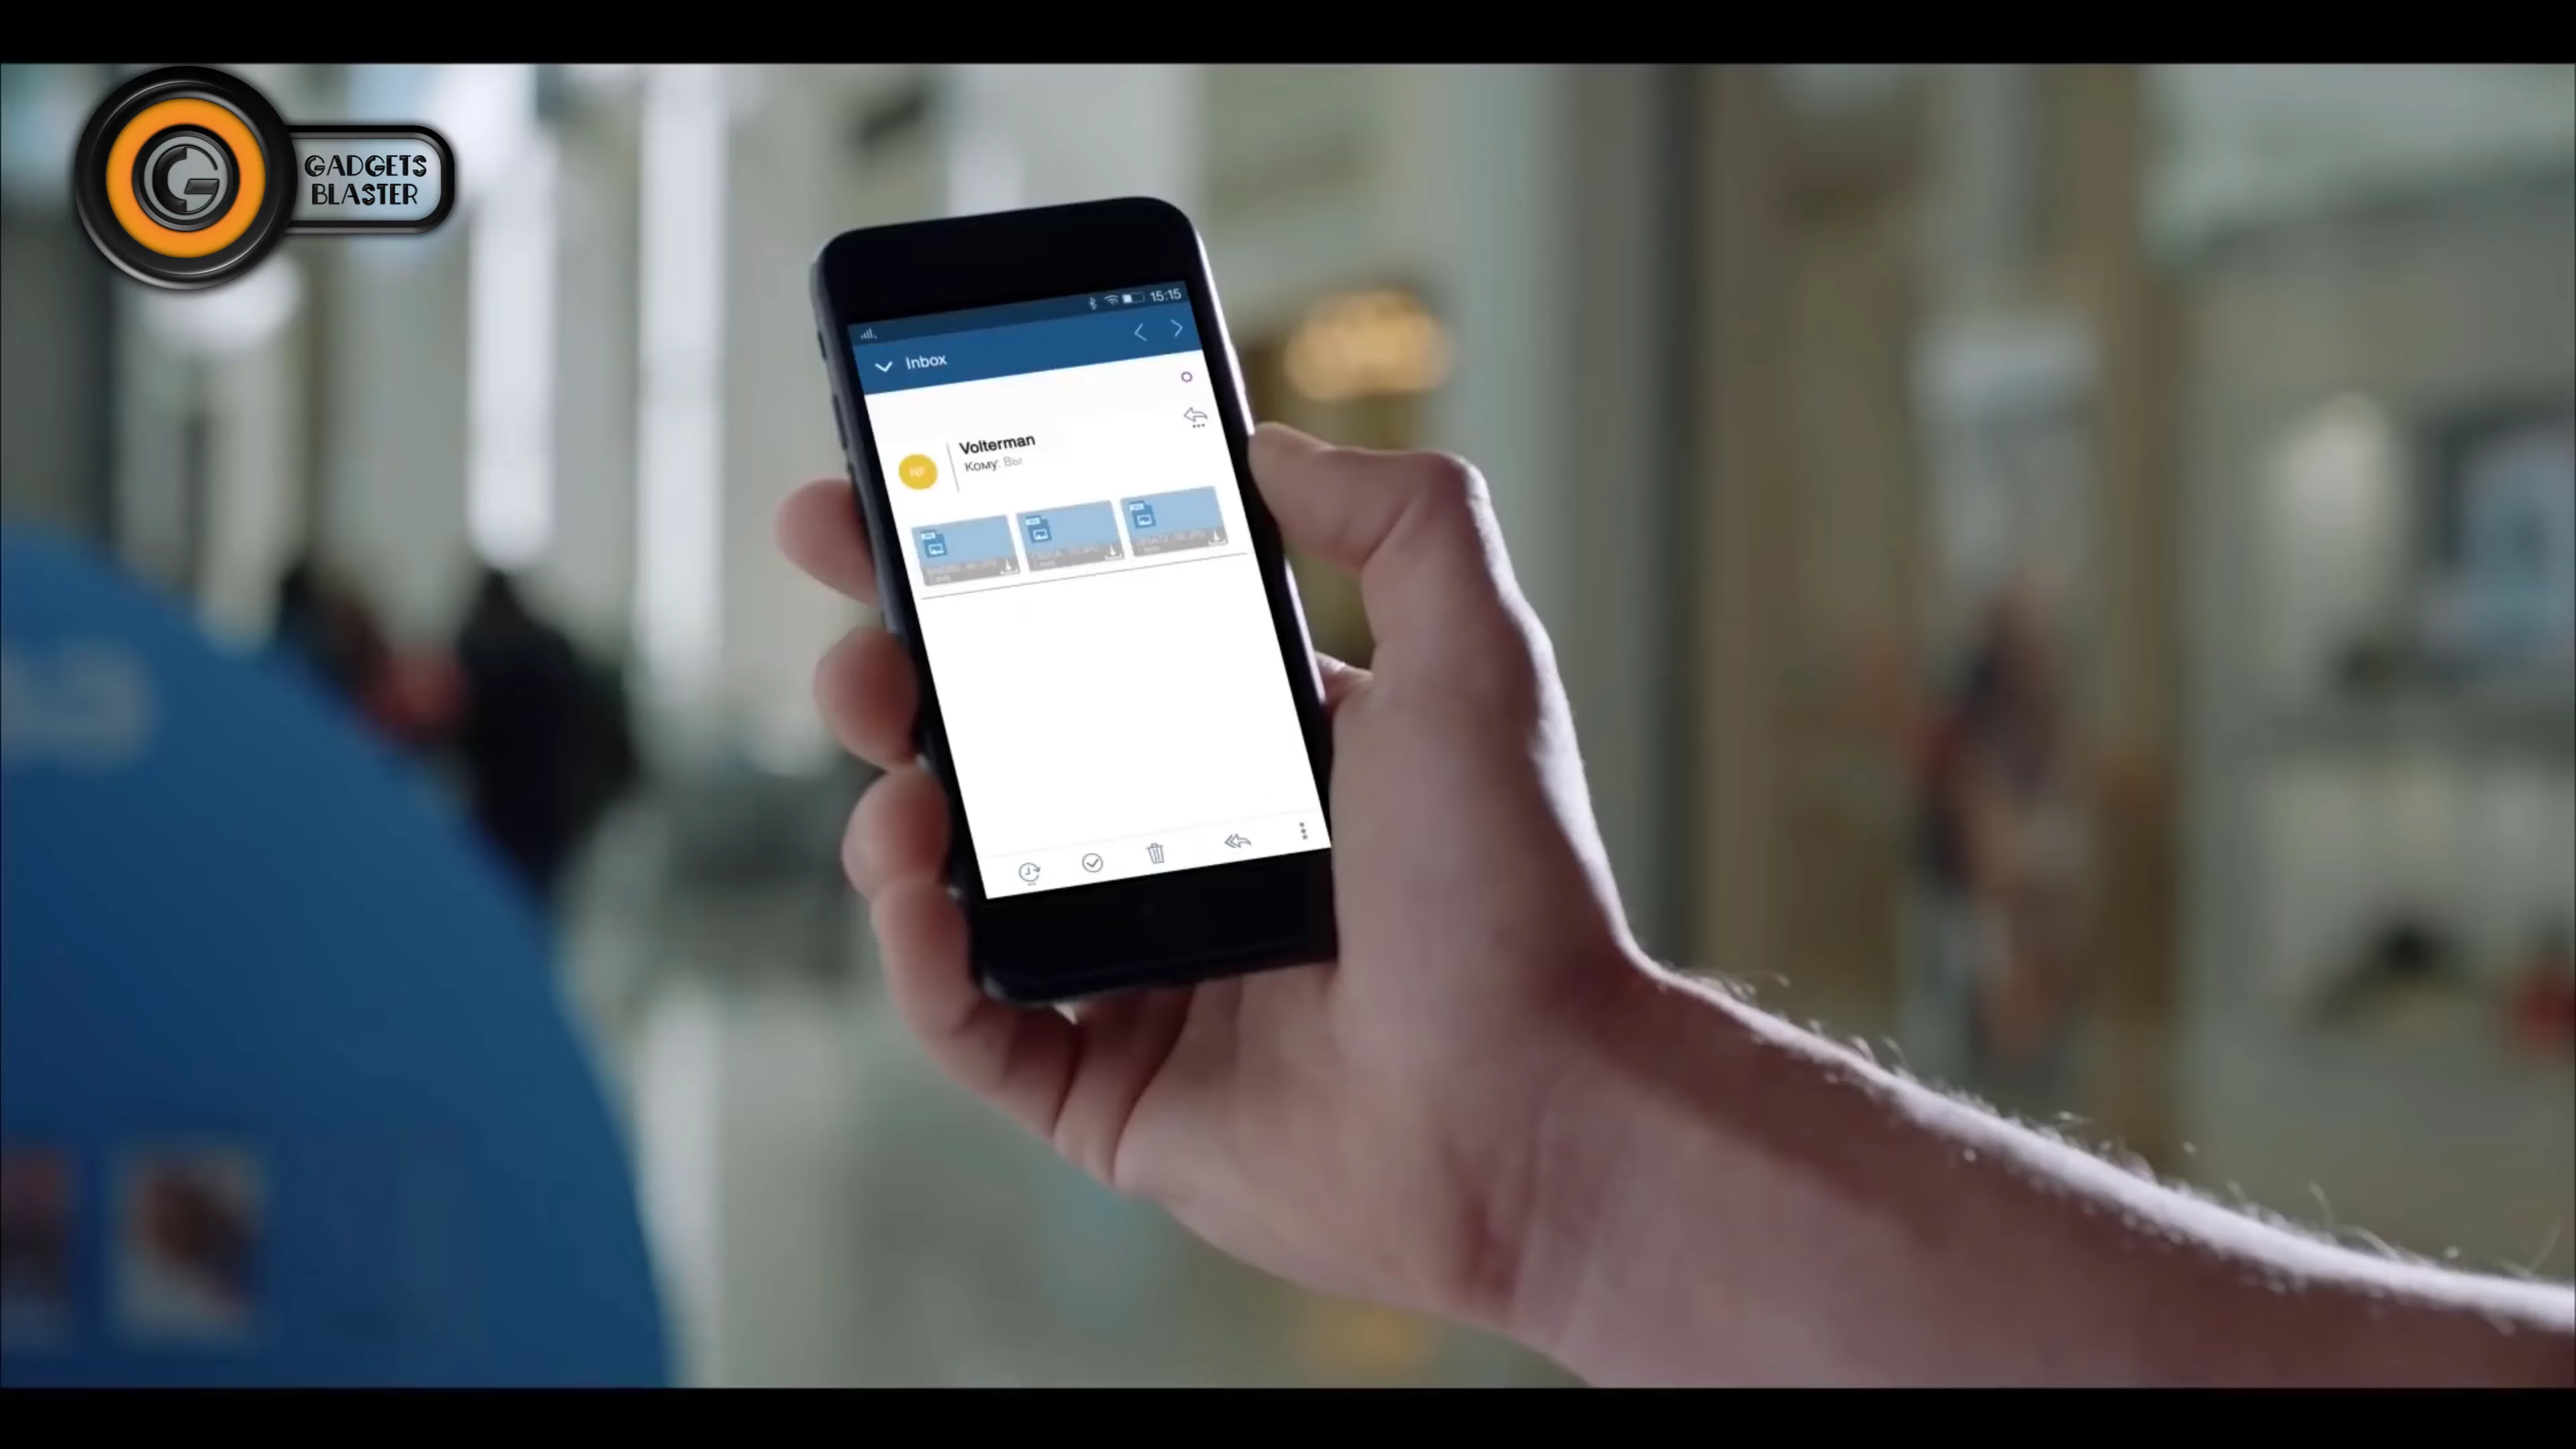 GADGETS
BLASTER
15:15
Inbox
Volterman
Кому: Вы